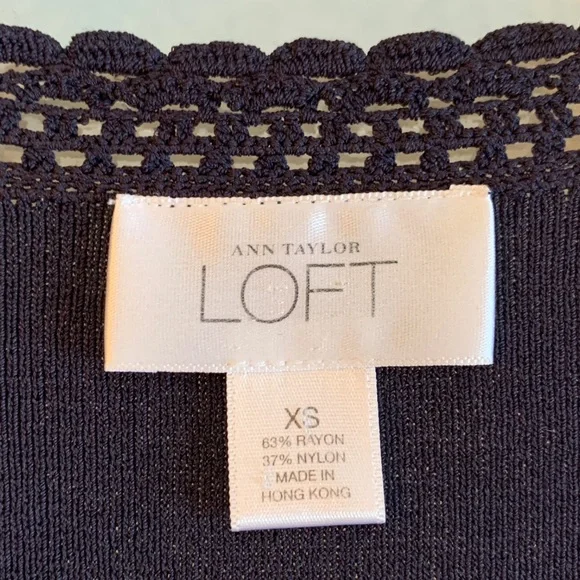 ANN TAYLOR
LOFT
XS
63% RAYON
37% NYLON
MADE IN
HONG KONG